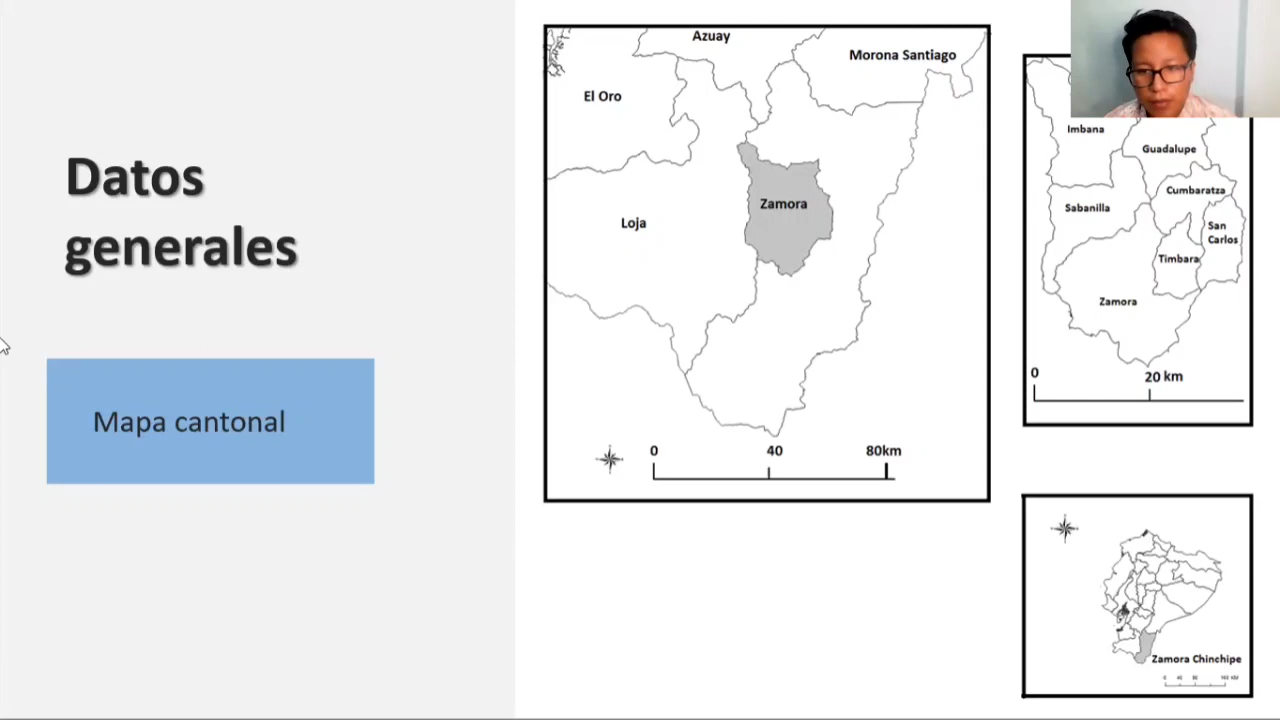 Datos
generales
Mapa cantonal
Azuay
Morona Santiago
El Oro
Zamora
Loja
0 40 80km
Imbana
Guadalupe
Cumbaratza
Sabanilla
San
Carlos
Timbara
Zamora
0 20 km
Zamora Chinchipe